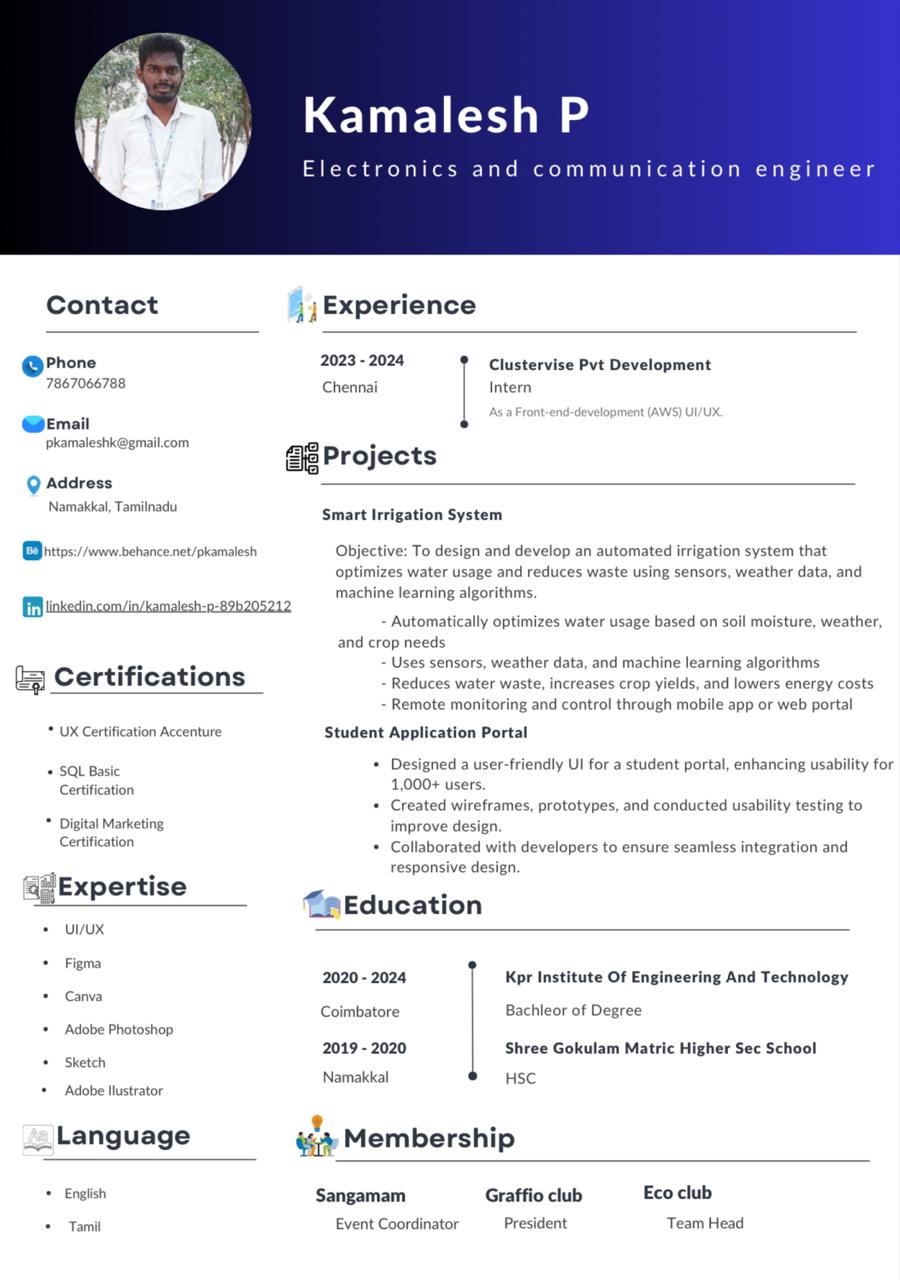 Kamalesh P
Electronics and communication engineer
Contact
Phone
7867066788
Email
pkamaleshk@gmail.com
Address
Namakkal, Tamilnadu
Bē
https://www.behance.net/pkamalesh
in
linkedin.com/in/kamalesh-p-89b205212
Certifications
• UX Certification Accenture
• SQL Basic
Certification
• Digital Marketing
Certification
Expertise
• UI/UX
• Figma
• Canva
• Adobe Photoshop
• Sketch
• Adobe Ilustrator
Aa
Language
• English
• Tamil
Experience
2023 - 2024
Chennai
Clustervise Pvt Development
Intern
As a Front-end-development (AWS) UI/UX.
Projects
Smart Irrigation System
Objective: To design and develop an automated irrigation system that
optimizes water usage and reduces waste using sensors, weather data, and
machine learning algorithms.
- Automatically optimizes water usage based on soil moisture, weather,
and crop needs
- Uses sensors, weather data, and machine learning algorithms
- Reduces water waste, increases crop yields, and lowers energy costs
- Remote monitoring and control through mobile app or web portal
Student Application Portal
• Designed a user-friendly UI for a student portal, enhancing usability for
1,000+ users.
• Created wireframes, prototypes, and conducted usability testing to
improve design.
• Collaborated with developers to ensure seamless integration and
responsive design.
Education
2020 - 2024
Coimbatore
Kpr Institute Of Engineering And Technology
Bachleor of Degree
2019 - 2020
Namakkal
Shree Gokulam Matric Higher Sec School
HSC
Membership
Sangamam
Event Coordinator
Graffio club
President
Eco club
Team Head